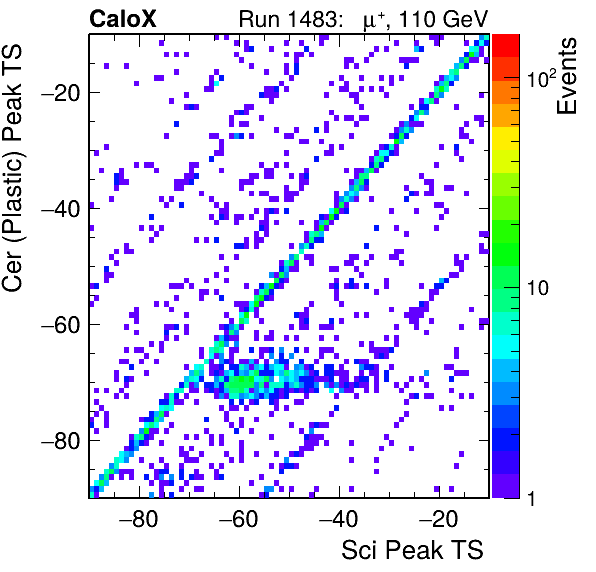 CaloX Run 1483: μ⁺, 110 GeV
Cer (Plastic) Peak TS
−20
−40
−60
−80
−80 −60 −40 −20
Sci Peak TS
Events
10²
10
1